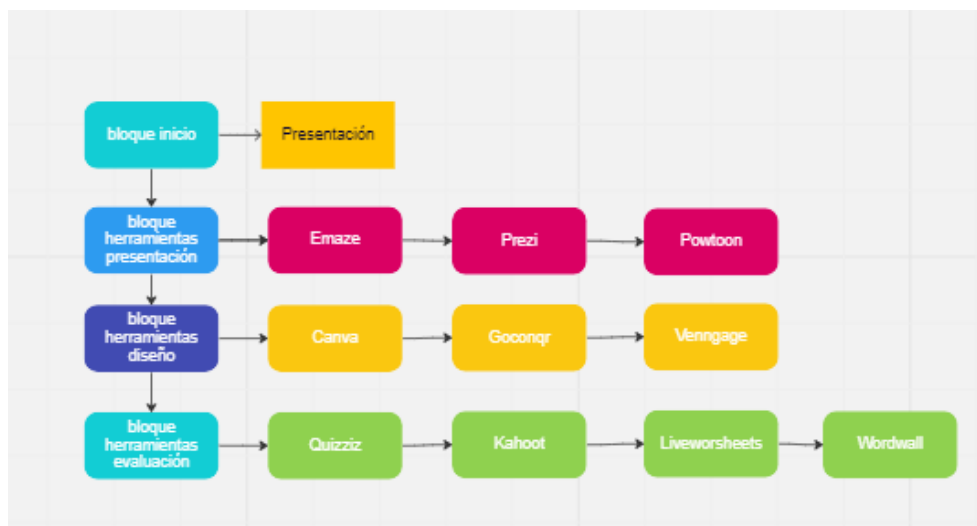 bloque inicio
Presentación
bloque
herramientas
presentación
Emaze
Prezi
Powtoon
bloque
herramientas
diseño
Canva
Goconqr
Venngage
bloque
herramientas
evaluación
Quizziz
Kahoot
Liveworsheets
Wordwall